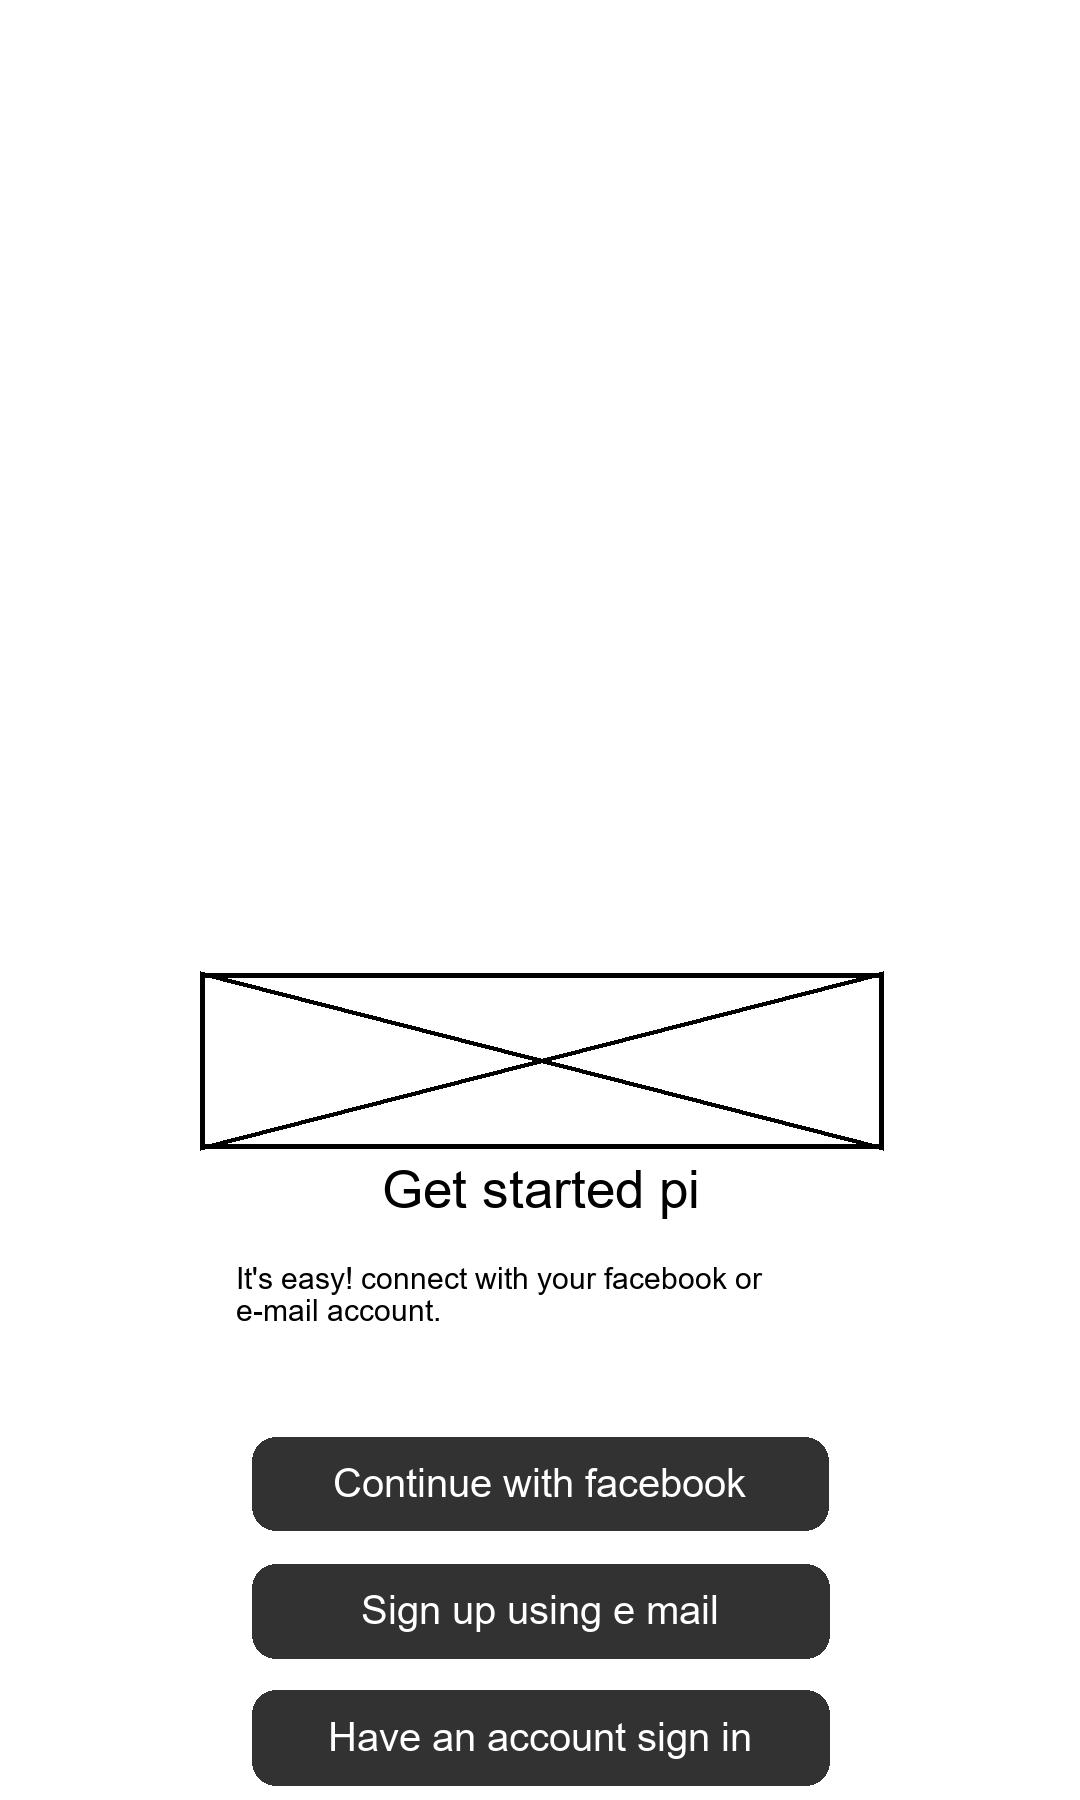 Get started pi
It's easy! connect with your facebook or
e-mail account.
Continue with facebook
Sign up using e mail
Have an account sign in